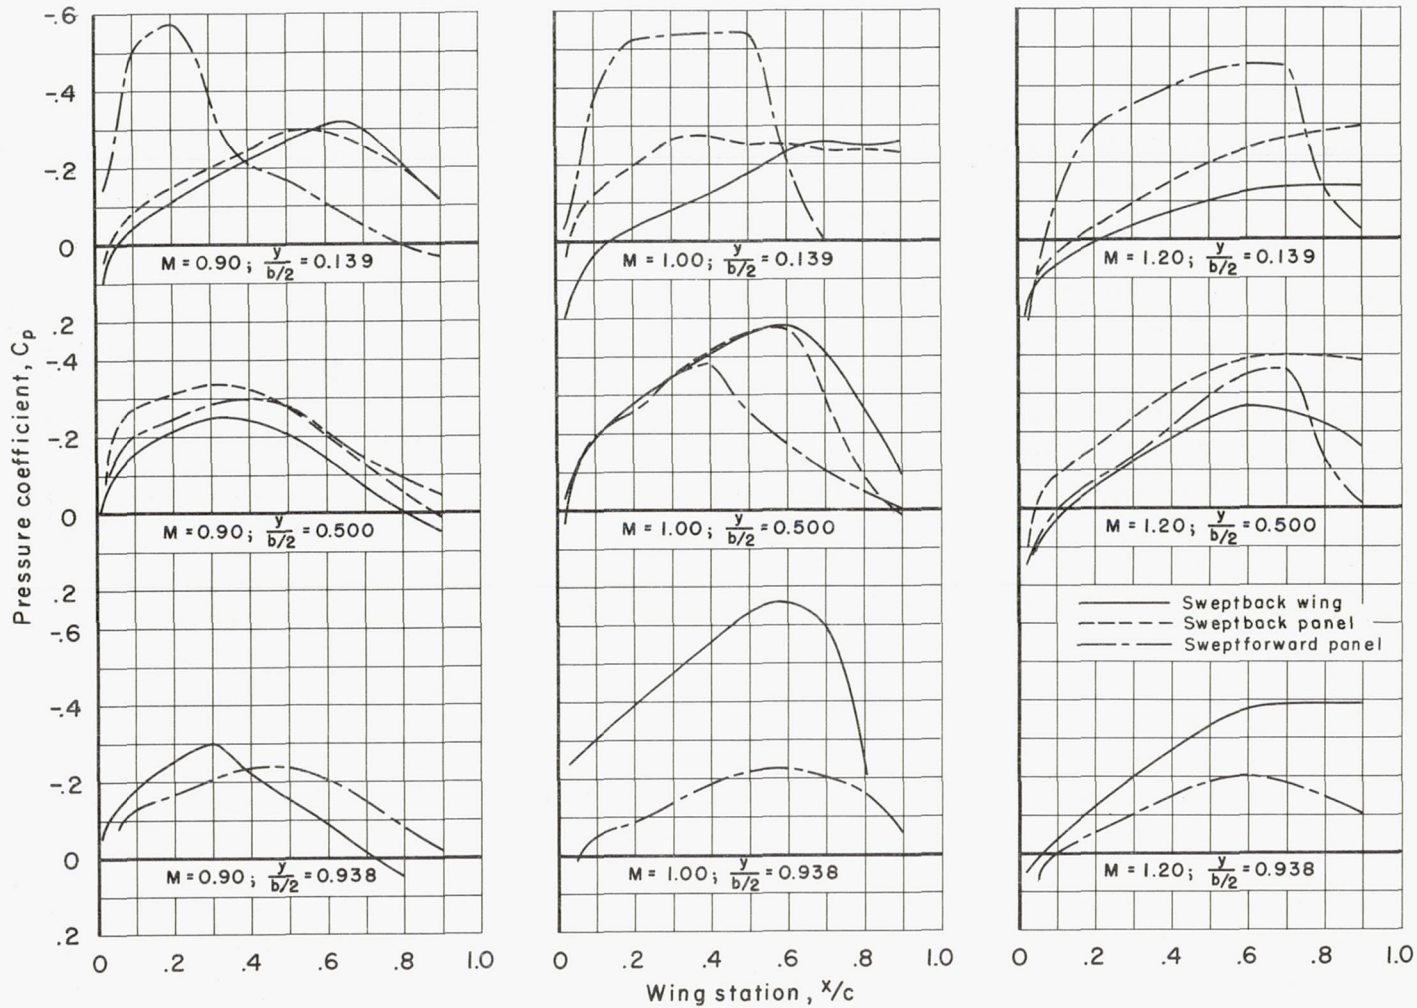 -.6
-.4
-.2
0
M = 0.90; y/b/2 = 0.139
M = 1.00; y/b/2 = 0.139
M = 1.20; y/b/2 = 0.139
Pressure coefficient, Cp
.2
-.4
-.2
0
M = 0.90; y/b/2 = 0.500
M = 1.00; y/b/2 = 0.500
M = 1.20; y/b/2 = 0.500
Sweptback wing
Sweptback panel
Sweptforward panel
.2
-.6
-.4
-.2
0
.2
M = 0.90; y/b/2 = 0.938
M = 1.00; y/b/2 = 0.938
M = 1.20; y/b/2 = 0.938
0 .2 .4 .6 .8 1.0
0 .2 .4 .6 .8 1.0
0 .2 .4 .6 .8 1.0
Wing station, x/c